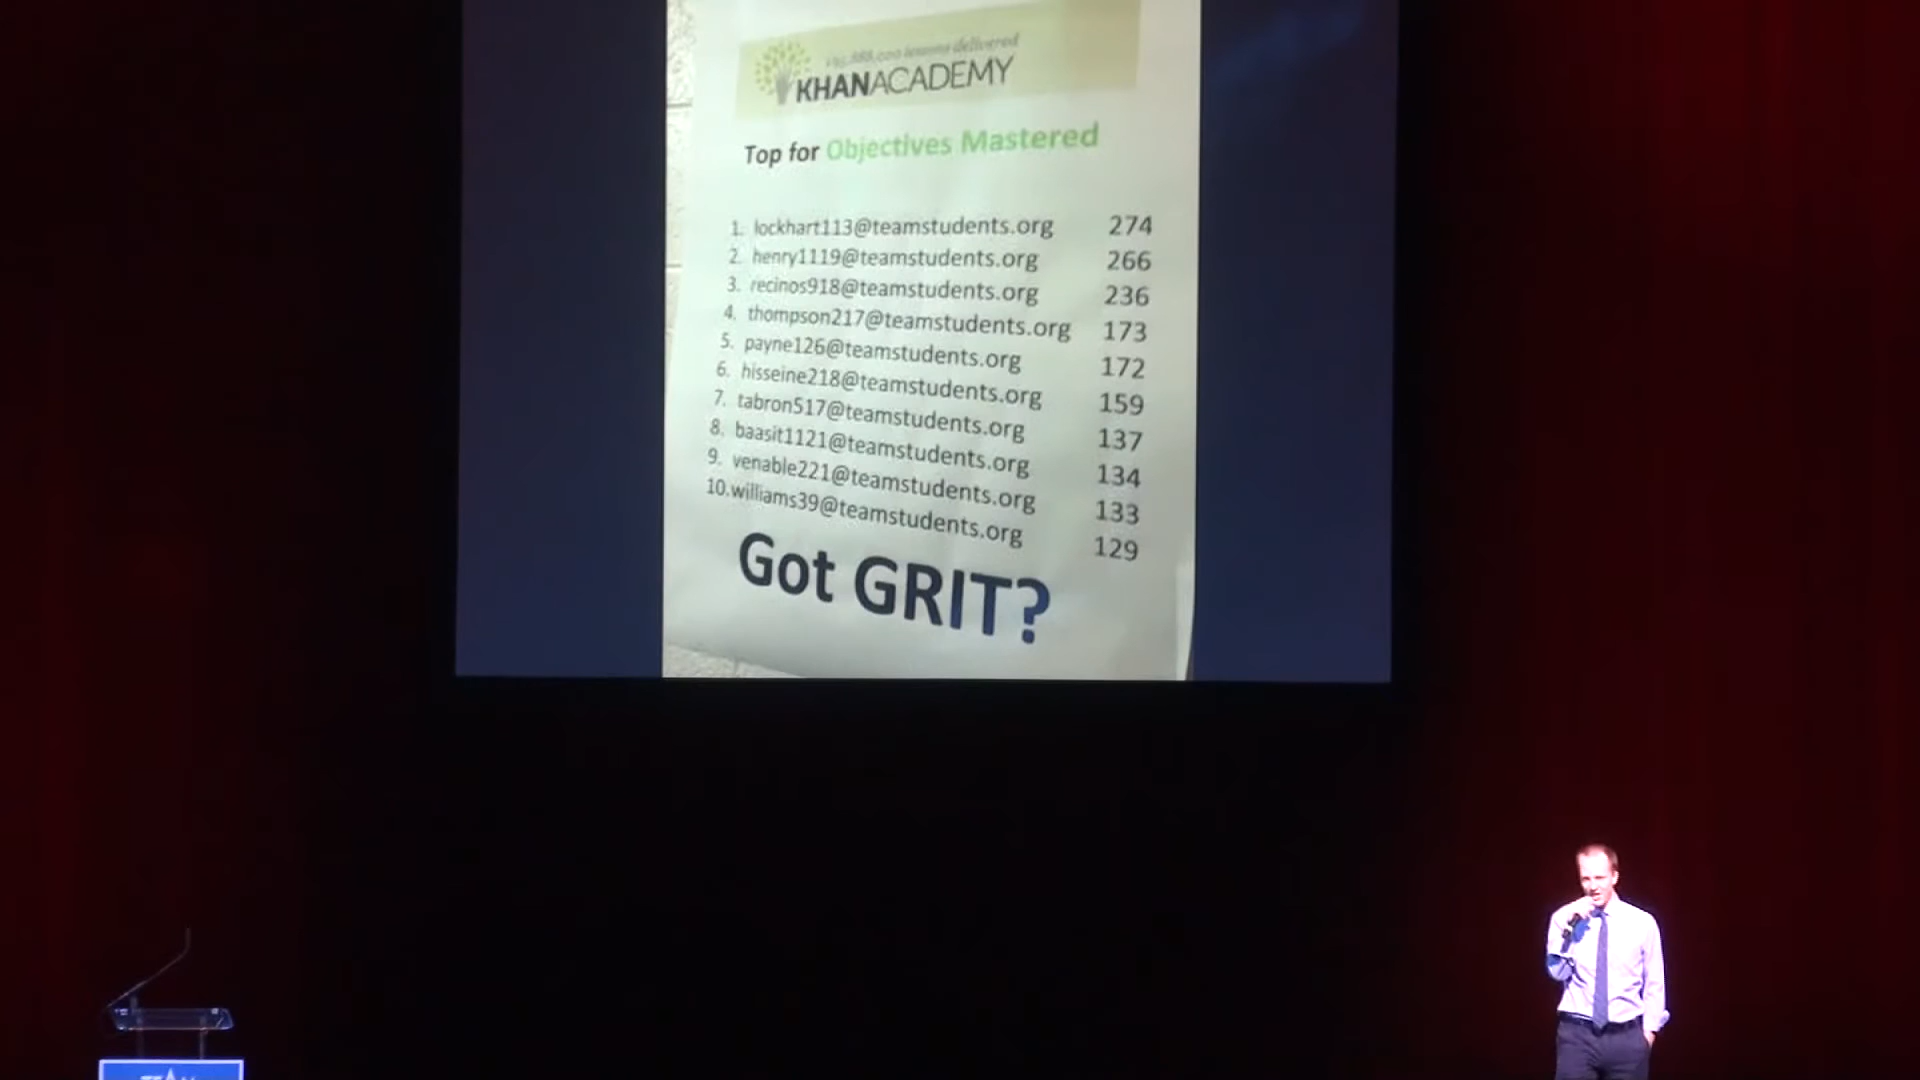 lessons delivered
KHANACADEMY
Top for Objectives Mastered
1. lockhart113@teamstudents.org 274
2. henry1119@teamstudents.org 266
3. recinos918@teamstudents.org 236
4. thompson217@teamstudents.org 173
5. payne126@teamstudents.org 172
6. hisseine218@teamstudents.org 159
7. tabron517@teamstudents.org 137
8. baasit1121@teamstudents.org 134
9. venable221@teamstudents.org 133
10.williams39@teamstudents.org 129
Got GRIT?